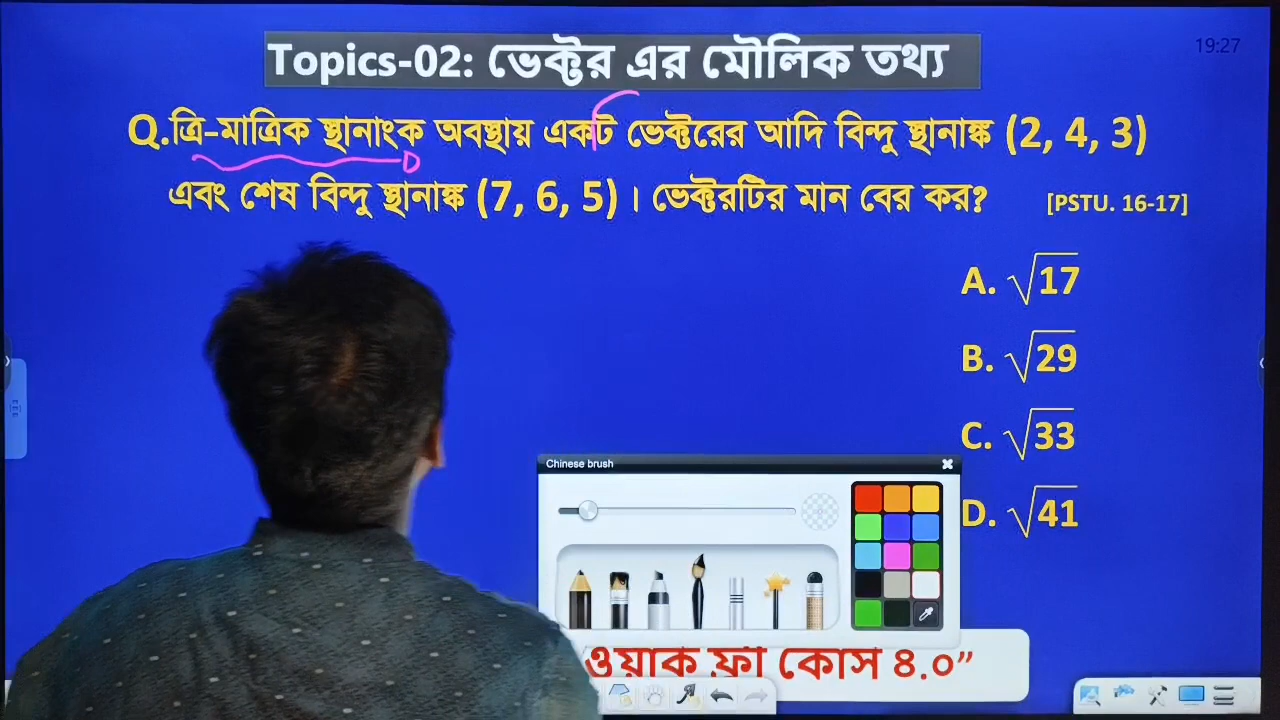 Topics-02: ভেক্টর এর মৌলিক তথ্য
19:27
Q.ত্রি-মাত্রিক স্থানাংক অবস্থায় একটি ভেক্টরের আদি বিন্দু স্থানাঙ্ক (2, 4, 3)
এবং শেষ বিন্দু স্থানাঙ্ক (7, 6, 5) । ভেক্টরটির মান বের কর?
[PSTU. 16-17]
A. √17
B. √29
C. √33
D. √41
Chinese brush
কোর্স ৪.০”